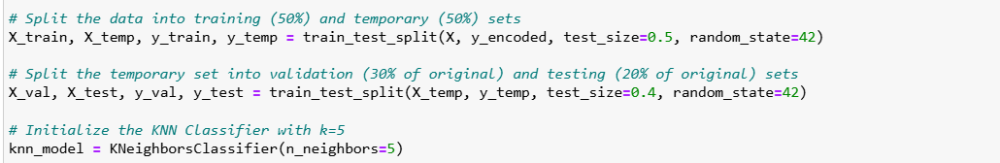 # Split the data into training (50%) and temporary (50%) sets
X_train, X_temp, y_train, y_temp = train_test_split(X, y_encoded, test_size=0.5, random_state=42)
# Split the temporary set into validation (30% of original) and testing (20% of original) sets
X_val, X_test, y_val, y_test = train_test_split(X_temp, y_temp, test_size=0.4, random_state=42)
# Initialize the KNN Classifier with k=5
knn_model = KNeighborsClassifier(n_neighbors=5)